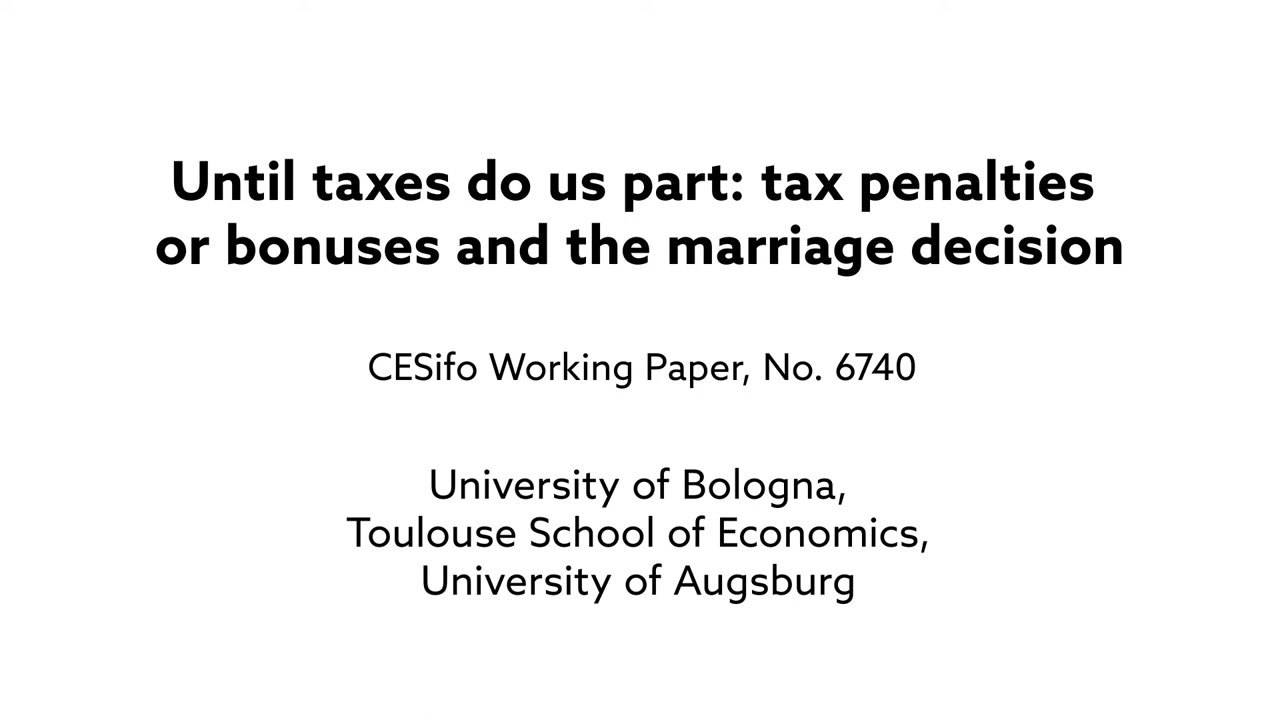 Until taxes do us part: tax penalties
or bonuses and the marriage decision
CESifo Working Paper, No. 6740
University of Bologna,
Toulouse School of Economics,
University of Augsburg